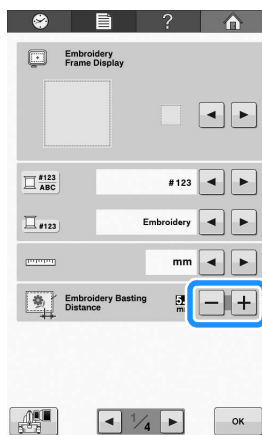 ?
Embroidery
Frame Display
#123
ABC
#123
#123
Embroidery
mm
Embroidery Basting
Distance
1/4
OK